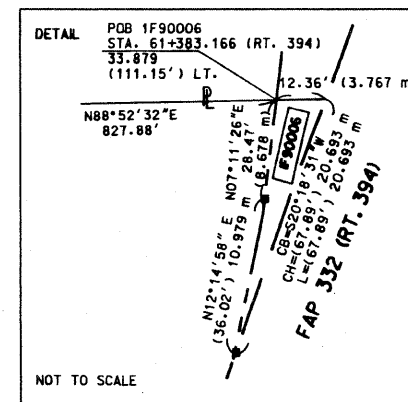 DETAIL
POB 1F90006
STA. 61+383.166 (RT. 394)
33.879
(111.15') LT.
12.36' (3.767 m
N88°52'32"E
827.88'
N07°11'26"E
28.47'
(8.678 m)
1F90006
CB=S20°18'31"W
CH=(67.89') 20.693 m
L=(67.89') 20.693 m
N12°14'58" E
(36.02') 10.979 m
FAP 332 (RT. 394)
NOT TO SCALE